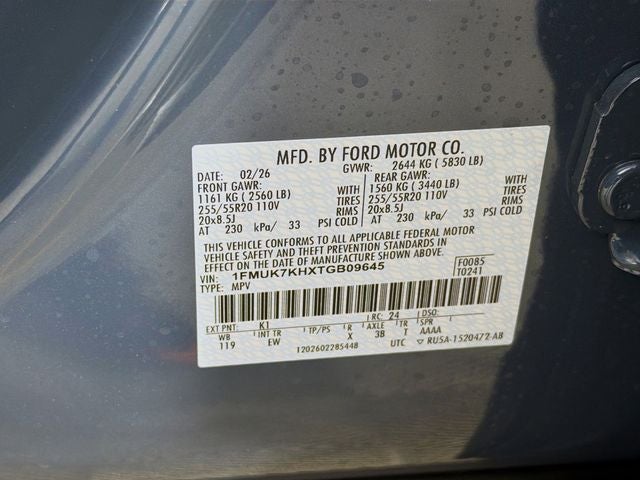 MFD. BY FORD MOTOR CO.
DATE: 02/26 GVWR: 2644 KG ( 5830 LB)
FRONT GAWR: REAR GAWR:
1161 KG ( 2560 LB) WITH 1560 KG ( 3440 LB) WITH
255/55R20 110V TIRES 255/55R20 110V TIRES
20x8.5J RIMS 20x8.5J RIMS
AT 230 kPa/ 33 PSI COLD AT 230 kPa/ 33 PSI COLD
THIS VEHICLE CONFORMS TO ALL APPLICABLE FEDERAL MOTOR
VEHICLE SAFETY AND THEFT PREVENTION STANDARDS IN
EFFECT ON THE DATE OF MANUFACTURE SHOWN ABOVE.
VIN: 1FMUK7KHXTGB09645 F0085
TYPE: MPV T0241
EXT PNT: K1 RC: 24 DSO:
WB INT TR TP/PS R AXLE TR SPR
119 EW X 3B T AAAA
1202602285448 UTC RU5A-1520472-AB